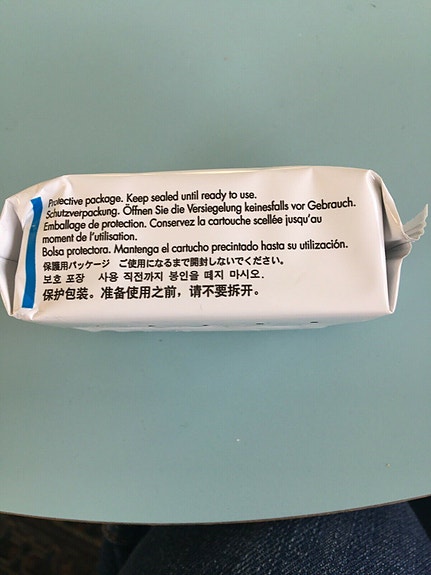 Protective package. Keep sealed until ready to use.
Schutzverpackung. Öffnen Sie die Versiegelung keinesfalls vor Gebrauch.
Emballage de protection. Conservez la cartouche scellée jusqu'au
moment de l'utilisation.
Bolsa protectora. Mantenga el cartucho precintado hasta su utilización.
保護用パッケージ ご使用になるまで開封しないでください。
보호 포장 사용 직전까지 봉인을 떼지 마시오.
保护包装。准备使用之前，请不要拆开。